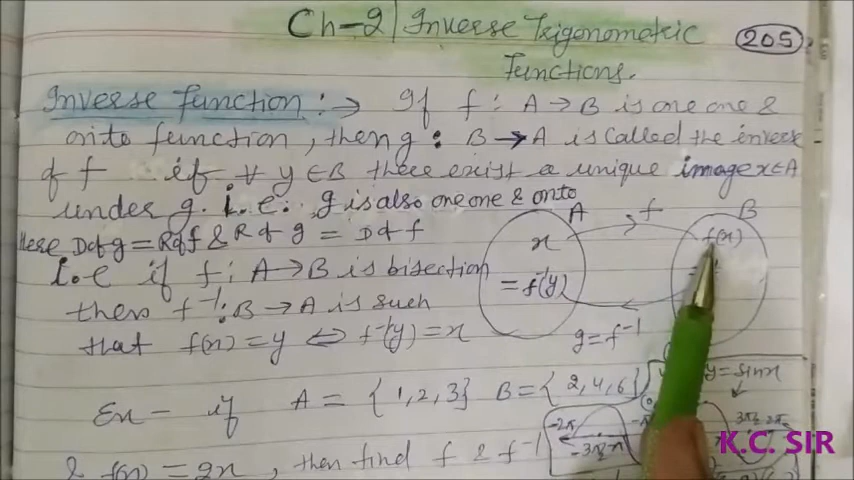 Ch-2 | Inverse Trigonometric 205
Functions.
Inverse function :→ If f : A → B is one one &
onto function, then g : B → A is called the inverse
of f if ∀ y ∈ B there exist a unique image x ∈ A
under g. i.e. g is also one one & onto
Here D of g = R of f & R of g = D of f
i.e if f : A → B is bisection
then f⁻¹ : B → A is such
that f(x) = y ⇔ f⁻¹(y) = x
A f B
x f(x)
= f⁻¹(y) =
g = f⁻¹
Ex - if A = {1, 2, 3} B = {2, 4, 6}
& f(x) = 2x, then find f & f⁻¹
y = sinx
-2π
K.C. SIR